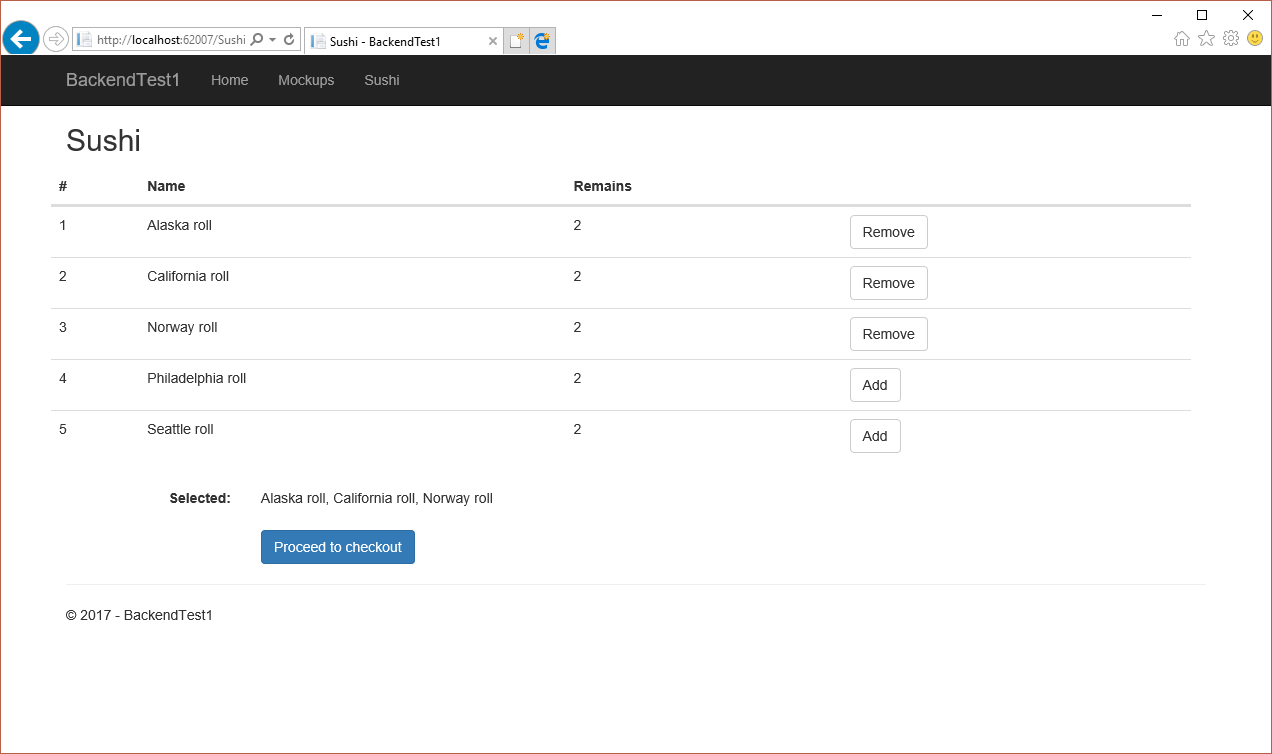 http://localhost:62007/Sushi
Sushi - BackendTest1
BackendTest1 Home Mockups Sushi
Sushi
# Name Remains
1 Alaska roll 2 Remove
2 California roll 2 Remove
3 Norway roll 2 Remove
4 Philadelphia roll 2 Add
5 Seattle roll 2 Add
Selected: Alaska roll, California roll, Norway roll
Proceed to checkout
© 2017 - BackendTest1